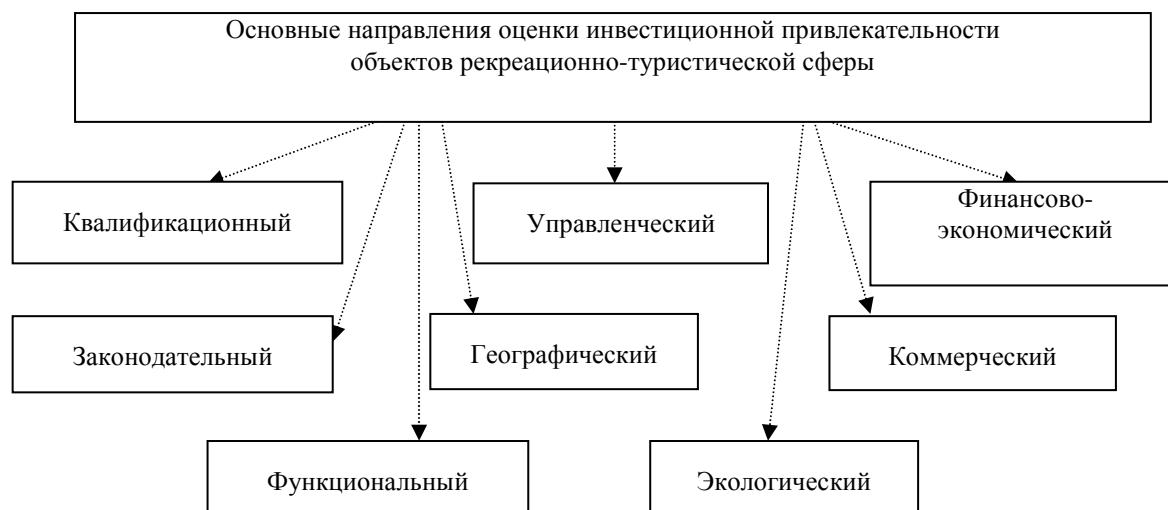 Основные направления оценки инвестиционной привлекательности
объектов рекреационно-туристической сферы
Квалификационный
Управленческий
Финансово-
экономический
Законодательный
Географический
Коммерческий
Функциональный
Экологический